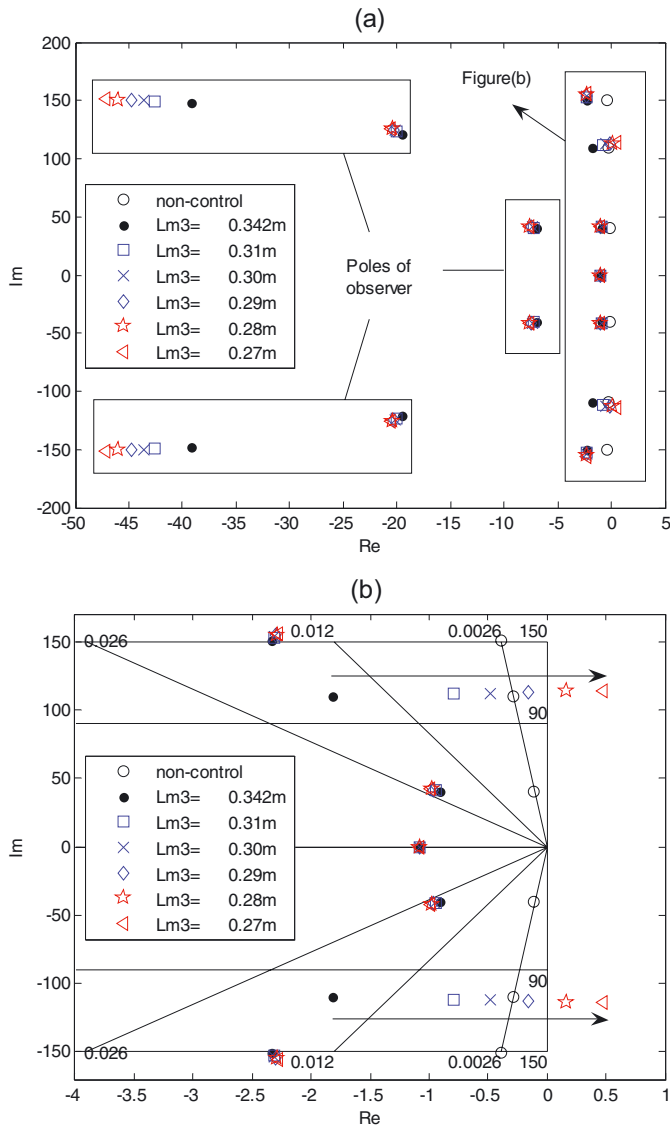 (a)
200
150
100
50
0
-50
-100
-150
-200
Im
Figure(b)
non-control
Lm3= 0.342m
Lm3= 0.31m
Lm3= 0.30m
Lm3= 0.29m
Lm3= 0.28m
Lm3= 0.27m
Poles of
observer
-50 -45 -40 -35 -30 -25 -20 -15 -10 -5 0 5
Re
(b)
150
100
50
0
-50
-100
-150
Im
0.026 0.012 0.0026 150
90
non-control
Lm3= 0.342m
Lm3= 0.31m
Lm3= 0.30m
Lm3= 0.29m
Lm3= 0.28m
Lm3= 0.27m
90
0.026 0.012 0.0026 150
-4 -3.5 -3 -2.5 -2 -1.5 -1 -0.5 0 0.5 1
Re